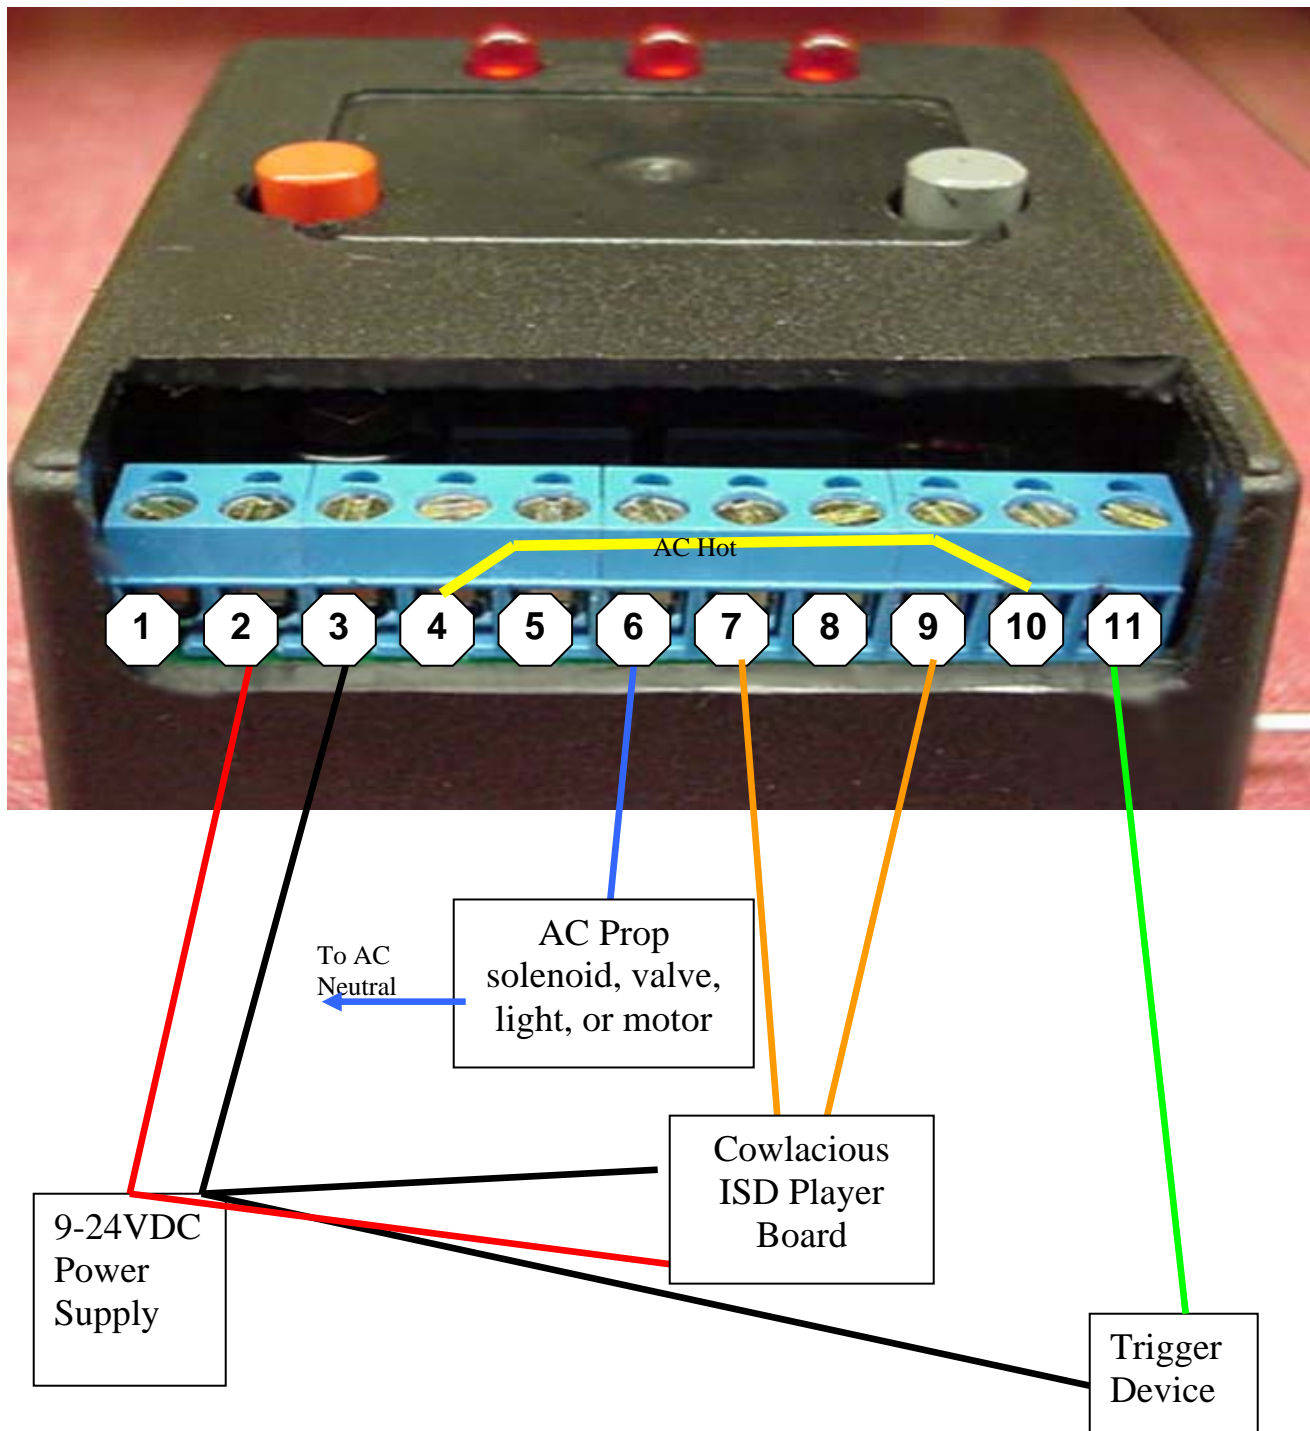 AC Hot
1 2 3 4 5 6 7 8 9 10 11
To AC
Neutral
AC Prop
solenoid, valve,
light, or motor
Cowlacious
ISD Player
Board
9-24VDC
Power
Supply
Trigger
Device